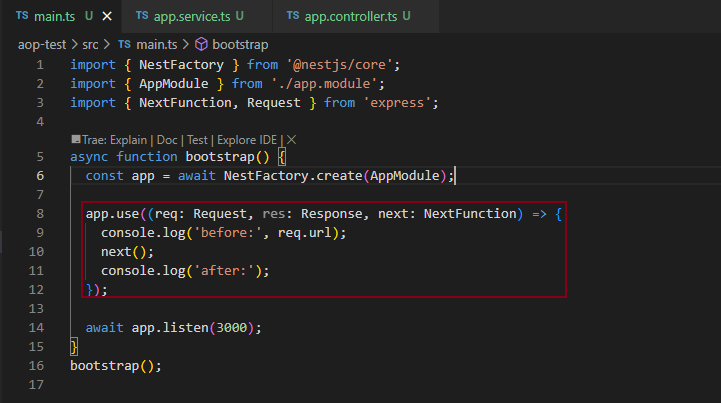 TS main.ts U × TS app.service.ts U TS app.controller.ts U
aop-test > src > TS main.ts > bootstrap
1 import { NestFactory } from '@nestjs/core';
2 import { AppModule } from './app.module';
3 import { NextFunction, Request } from 'express';
4
Trae: Explain | Doc | Test | Explore IDE | ×
5 async function bootstrap() {
6 const app = await NestFactory.create(AppModule);
7
8 app.use((req: Request, res: Response, next: NextFunction) => {
9 console.log('before:', req.url);
10 next();
11 console.log('after:');
12 });
13
14 await app.listen(3000);
15 }
16 bootstrap();
17